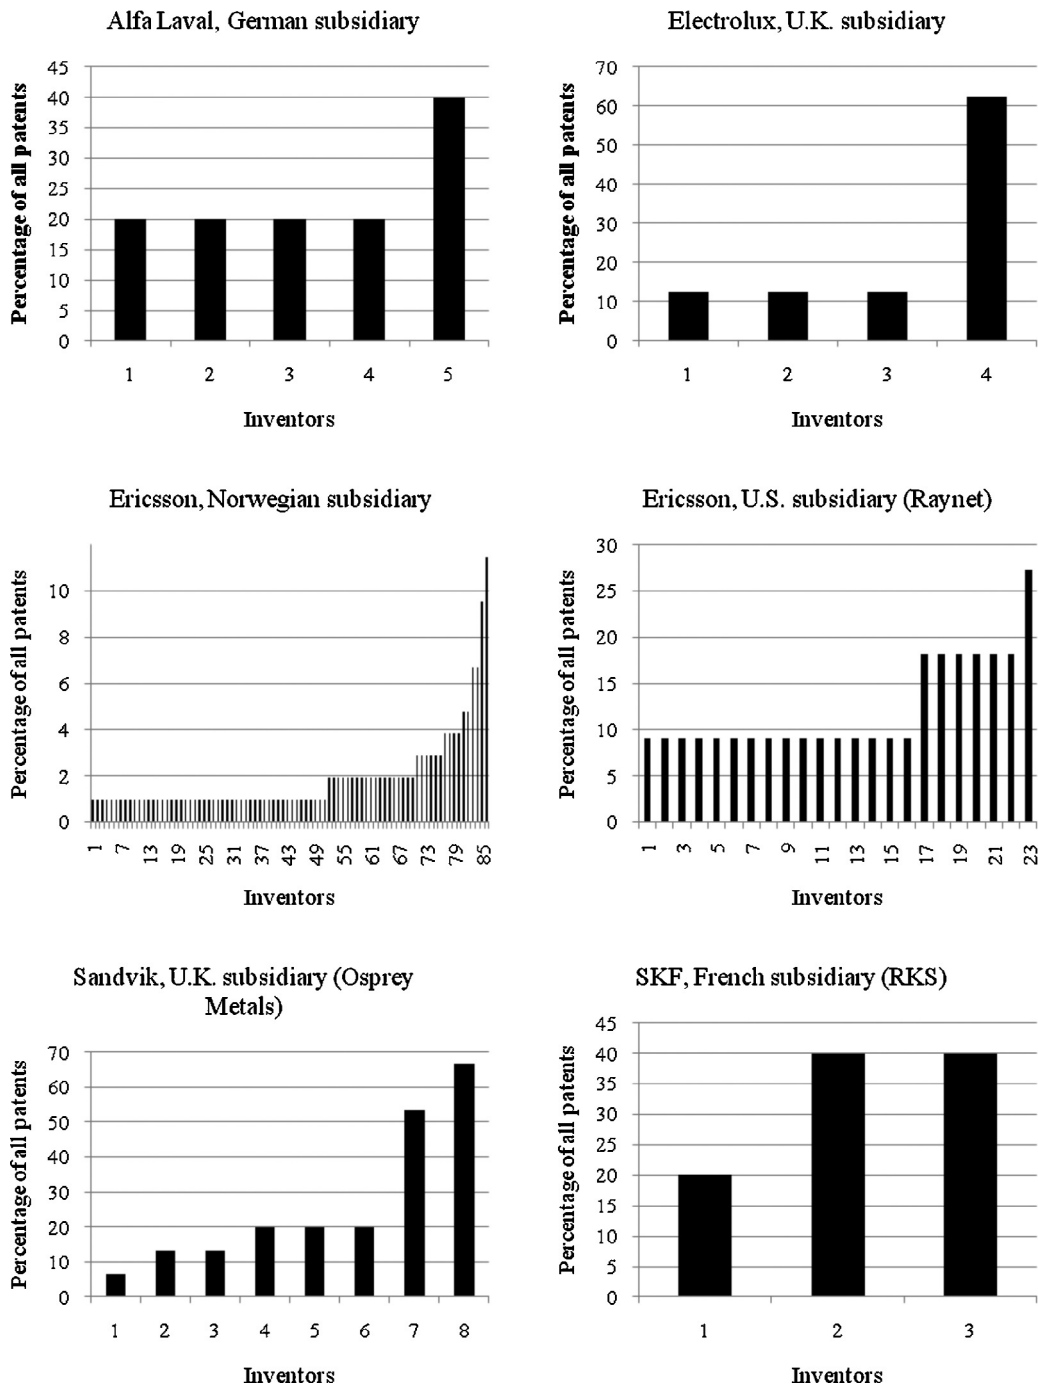 Alfa Laval, German subsidiary
Percentage of all patents
45
40
35
30
25
20
15
10
5
0
1 2 3 4 5
Inventors
Electrolux, U.K. subsidiary
Percentage of all patents
70
60
50
40
30
20
10
0
1 2 3 4
Inventors
Ericsson, Norwegian subsidiary
Percentage of all patents
10
8
6
4
2
0
1 7 13 19 25 31 37 43 49 55 61 67 73 79 85
Inventors
Ericsson, U.S. subsidiary (Raynet)
Percentage of all patents
30
25
20
15
10
5
0
1 3 5 7 9 11 13 15 17 19 21 23
Inventors
Sandvik, U.K. subsidiary (Osprey
Metals)
Percentage of all patents
70
60
50
40
30
20
10
0
1 2 3 4 5 6 7 8
Inventors
SKF, French subsidiary (RKS)
Percentage of all patents
45
40
35
30
25
20
15
10
5
0
1 2 3
Inventors